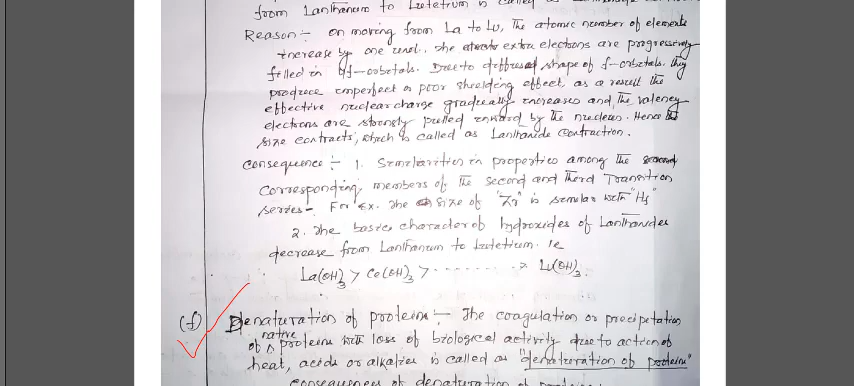 from Lanthanum to Lutetium is called as
Reason :- On moving from La to Lu, The atomic number of elements
increase by one unit. The extra electrons are progressively
filled in 4f-orbitals. Due to diffused shape of f-orbitals. they
produce imperfect or poor sheilding effect, as a result the
effective nuclear charge gradually increases and, the valency
electrons are strongly pulled inward by the nucleus. Hence the
size contracts, which is called as Lanthanide Contraction.
Consequence :- 1. Similarities in properties among the second
corresponding members of the second and third Transition
series - For ex. The size of "Zr" is similar with "Hf"
2. The basic character of hydroxides of Lanthanides
decrease from Lanthanum to Lutetium. ie
La(OH)3 > Ce(OH)3 > - - - - - - - > Lu(OH)3.
(f) Denaturation of proteins :- The coagulation or precipitation
of native proteins with loss of biological activity due to action of
heat, acids or alkalies is called as "denaturation of proteins"
consequences of denaturation of